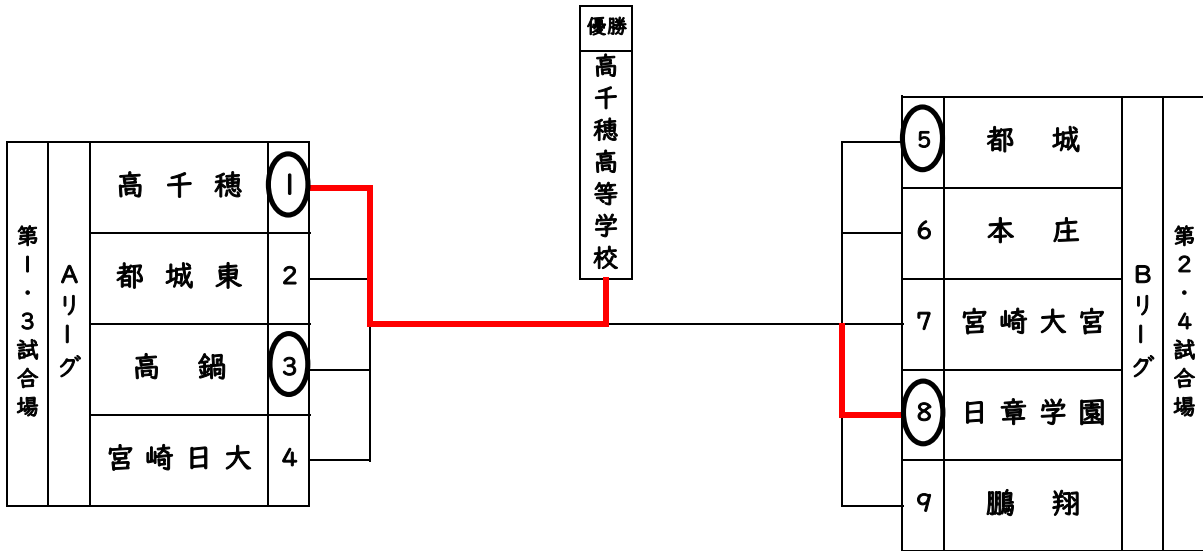 優勝
高千穂高等学校
第1・3試合場
Aリーグ
高千穂 1
都城東 2
高鍋 3
宮崎日大 4
5 都城
6 本庄
7 宮崎大宮
8 日章学園
9 鵬翔
Bリーグ
第2・4試合場